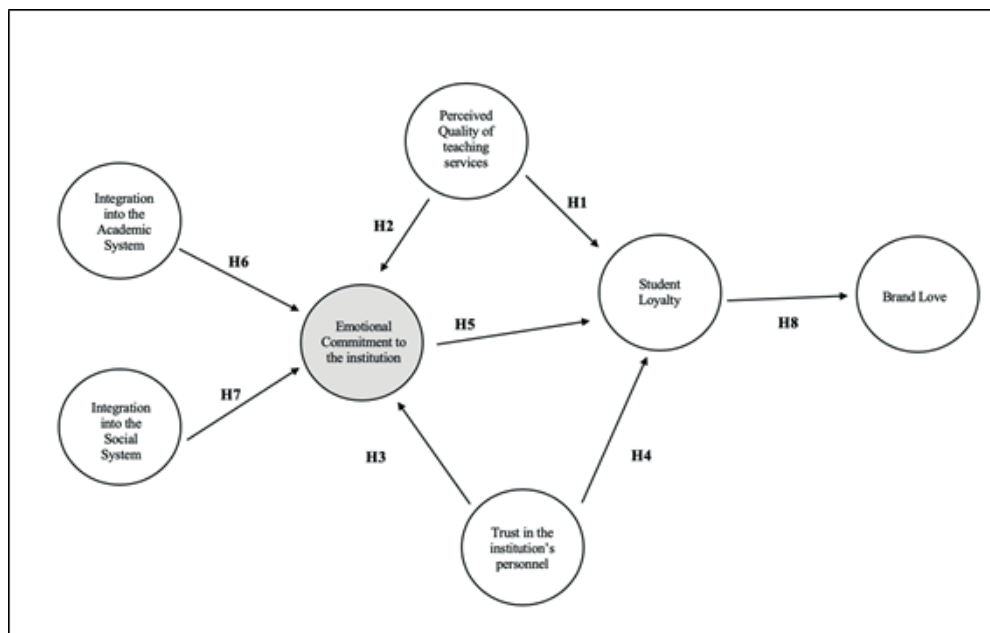 Perceived
Quality of
teaching
services
H1
H2
Integration
into the
Academic
System
H6
Student
Loyalty
Brand Love
H8
Emotional
Commitment to
the institution
H5
Integration
into the
Social
System
H7
H3
H4
Trust in the
institution's
personnel